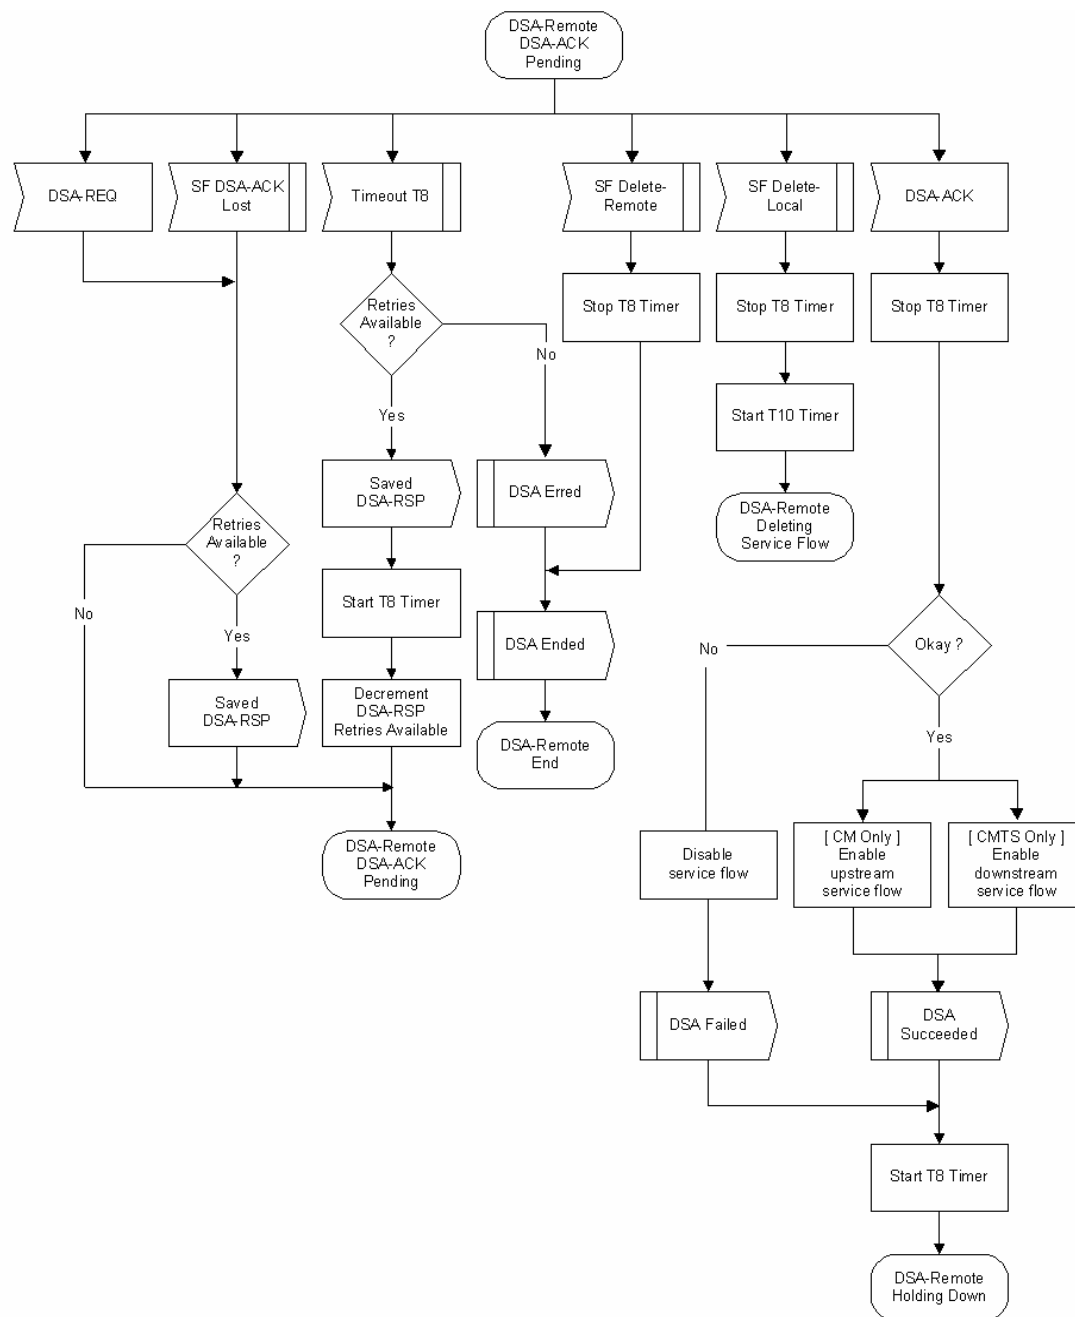 DSA-Remote
DSA-ACK
Pending
DSA-REQ
SF DSA-ACK
Lost
Timeout T8
SF Delete-
Remote
SF Delete-
Local
DSA-ACK
Retries
Available
?
Stop T8 Timer
Stop T8 Timer
Stop T8 Timer
No
Yes
Start T10 Timer
Saved
DSA-RSP
DSA Erred
DSA-Remote
Deleting
Service Flow
Retries
Available
?
No
Yes
Start T8 Timer
DSA Ended
No
Okay ?
Saved
DSA-RSP
Decrement
DSA-RSP
Retries Available
DSA-Remote
End
Yes
DSA-Remote
DSA-ACK
Pending
Disable
service flow
[ CM Only ]
Enable
upstream
service flow
[ CMTS Only ]
Enable
downstream
service flow
DSA Failed
DSA
Succeeded
Start T8 Timer
DSA-Remote
Holding Down